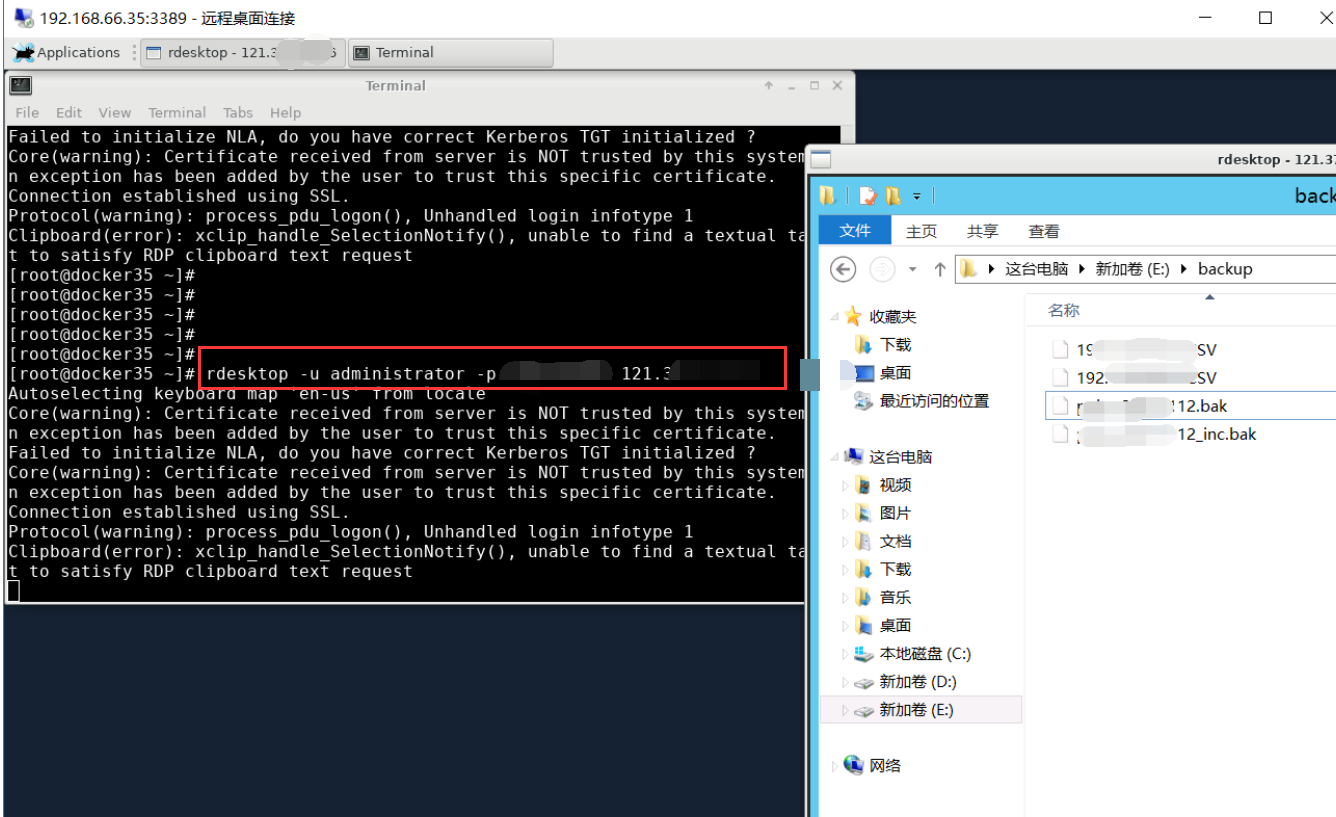 192.168.66.35:3389 - 远程桌面连接
Applications
rdesktop - 121.3
6
Terminal
Terminal
File Edit View Terminal Tabs Help
Failed to initialize NLA, do you have correct Kerberos TGT initialized ?
Core(warning): Certificate received from server is NOT trusted by this system
n exception has been added by the user to trust this specific certificate.
Connection established using SSL.
Protocol(warning): process_pdu_logon(), Unhandled login infotype 1
Clipboard(error): xclip_handle_SelectionNotify(), unable to find a textual ta
t to satisfy RDP clipboard text request
[root@docker35 ~]#
[root@docker35 ~]#
[root@docker35 ~]#
[root@docker35 ~]#
[root@docker35 ~]#
[root@docker35 ~]# rdesktop -u administrator -p 121.3
Autoselecting keyboard map 'en-us' from locale
Core(warning): Certificate received from server is NOT trusted by this system
n exception has been added by the user to trust this specific certificate.
Failed to initialize NLA, do you have correct Kerberos TGT initialized ?
Core(warning): Certificate received from server is NOT trusted by this system
n exception has been added by the user to trust this specific certificate.
Connection established using SSL.
Protocol(warning): process_pdu_logon(), Unhandled login infotype 1
Clipboard(error): xclip_handle_SelectionNotify(), unable to find a textual ta
t to satisfy RDP clipboard text request
rdesktop - 121.37
back
文件 主页 共享 查看
这台电脑 新加卷 (E:) backup
收藏夹
下载
桌面
最近访问的位置
这台电脑
视频
图片
文档
下载
音乐
桌面
本地磁盘 (C:)
新加卷 (D:)
新加卷 (E:)
网络
名称
19 SV
192. SV
12.bak
12_inc.bak